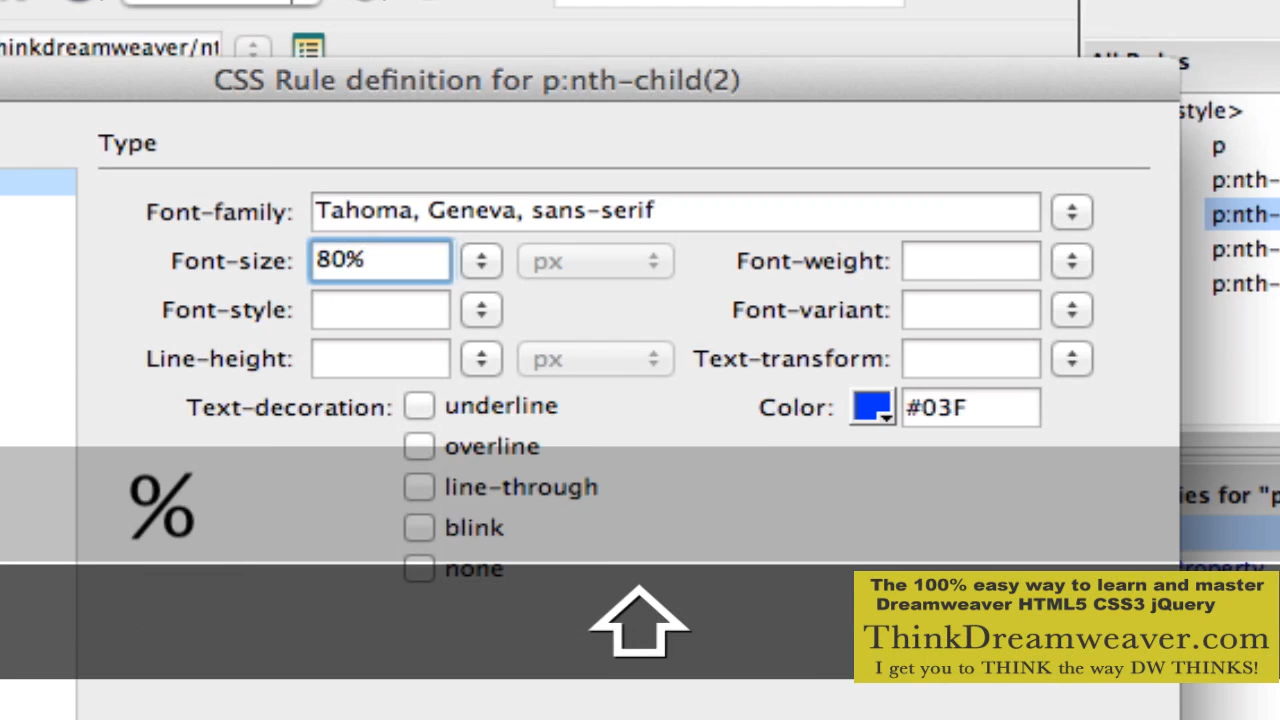 hinkdreamweaver/nt
CSS Rule definition for p:nth-child(2)
style>
Type
p
p:nth-
Font-family: Tahoma, Geneva, sans-serif
p:nth-
Font-size: 80% px Font-weight:
p:nth-
Font-style: Font-variant:
p:nth-
Line-height: px Text-transform:
Text-decoration: underline Color: #03F
overline
line-through
ies for "p
blink
%
none
The 100% easy way to learn and master
Dreamweaver HTML5 CSS3 jQuery
ThinkDreamweaver.com
I get you to THINK the way DW THINKS!